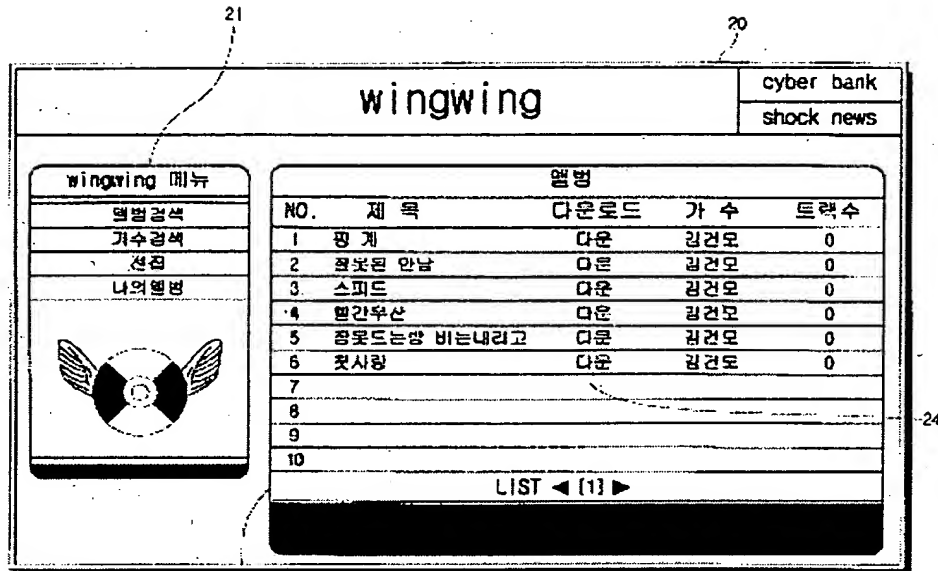 21
20
wingwing
cyber bank
shock news
wingwing 메뉴
앨범검색
가수검색
전집
나의앨범
앨범
NO. 제 목 다운로드 가 수 트랙수
1 핑 계 다운 김건모 0
2 잘못된 만남 다운 김건모 0
3 스피드 다운 김건모 0
4 빨간우산 다운 김건모 0
5 잠못드는밤 비는내리고 다운 김건모 0
6 첫사랑 다운 김건모 0
7
8
9
10
24
LIST ◀ [1] ▶